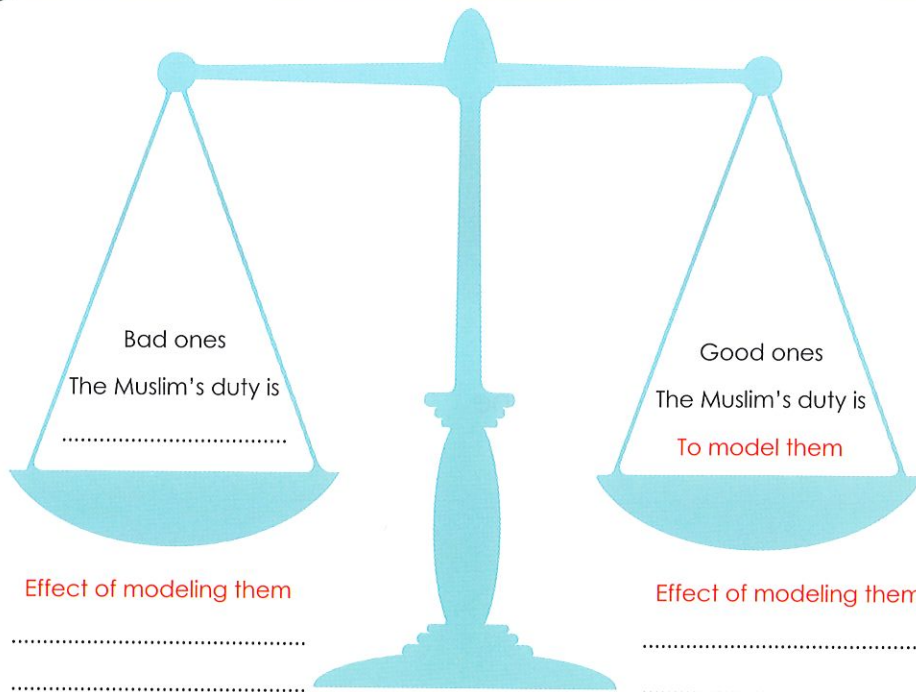 Bad ones
The Muslim's duty is
......................................
Effect of modeling them
..................................................
..................................................
Good ones
The Muslim's duty is
To model them
Effect of modeling them
..................................................